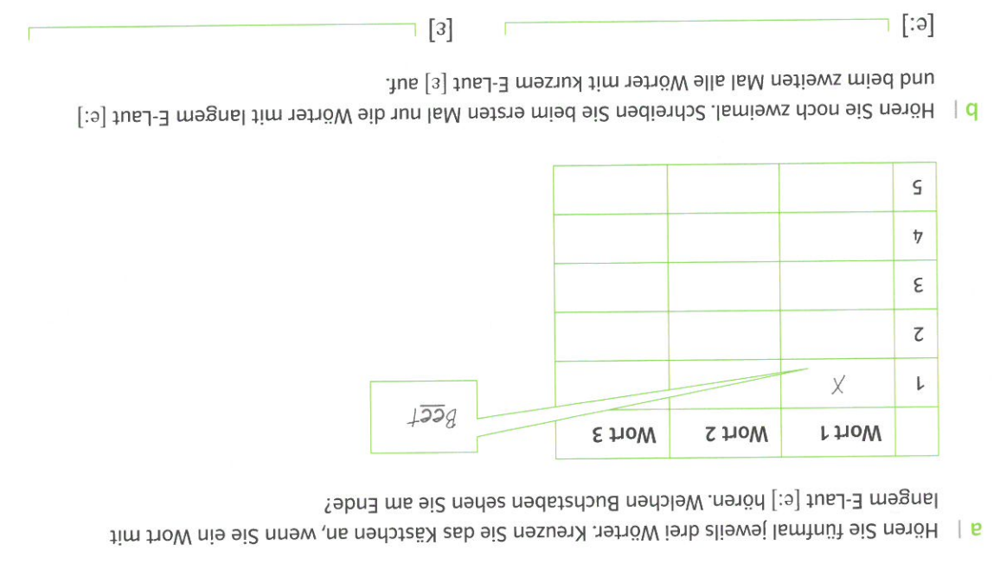 a | Hören Sie fünfmal jeweils drei Wörter. Kreuzen Sie das Kästchen an, wenn Sie ein Wort mit
langem E-Laut [e:] hören. Welchen Buchstaben sehen Sie am Ende?
Wort 1 Wort 2 Wort 3
Beet
1 X
2
3
4
5
b | Hören Sie noch zweimal. Schreiben Sie beim ersten Mal nur die Wörter mit langem E-Laut [e:]
und beim zweiten Mal alle Wörter mit kurzem E-Laut [ɛ] auf.
[e:] [ɛ]